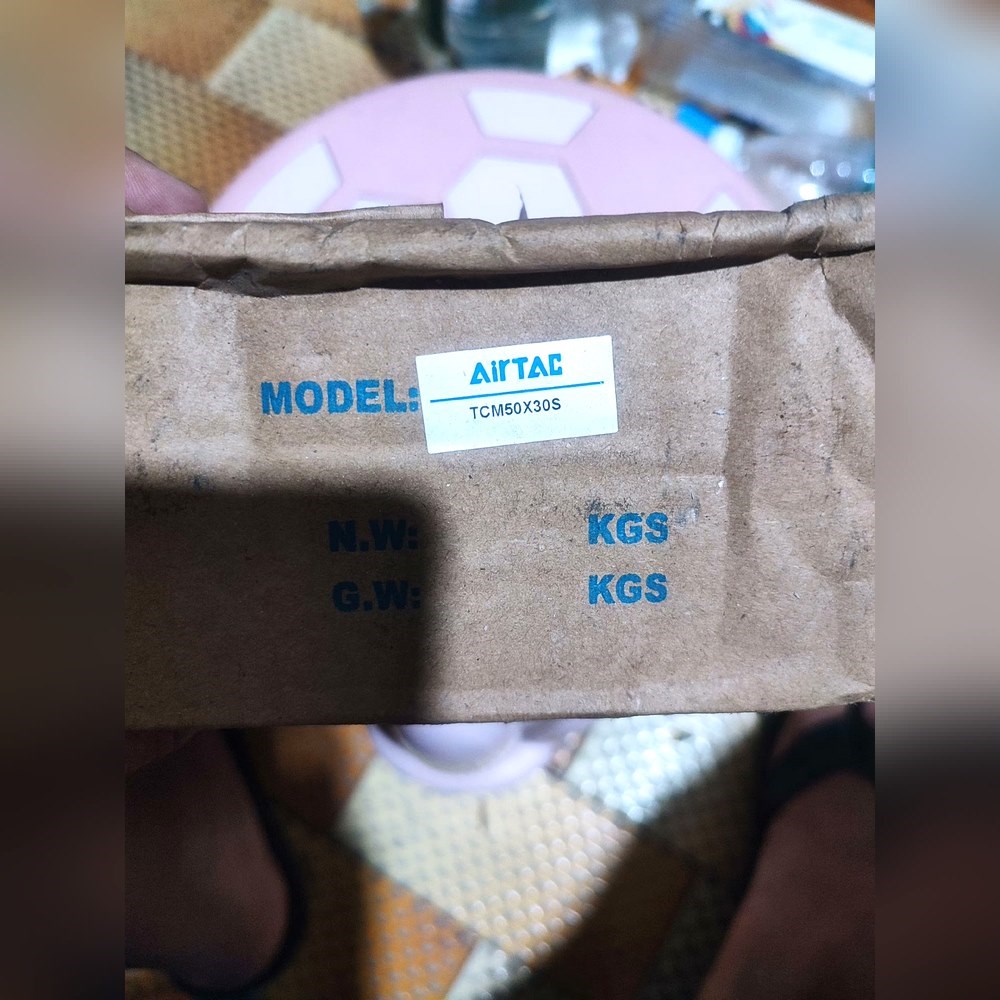 MODEL:
AirTAC
TCM50X30S
N.W: KGS
G.W: KGS